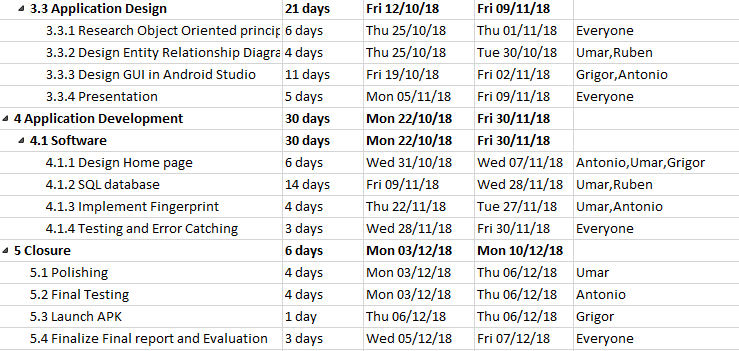 3.3 Application Design 21 days Fri 12/10/18 Fri 09/11/18
3.3.1 Research Object Oriented princip 6 days Thu 25/10/18 Thu 01/11/18 Everyone
3.3.2 Design Entity Relationship Diagra 4 days Thu 25/10/18 Tue 30/10/18 Umar,Ruben
3.3.3 Design GUI in Android Studio 11 days Fri 19/10/18 Fri 02/11/18 Grigor,Antonio
3.3.4 Presentation 5 days Mon 05/11/18 Fri 09/11/18 Everyone
4 Application Development 30 days Mon 22/10/18 Fri 30/11/18
4.1 Software 30 days Mon 22/10/18 Fri 30/11/18
4.1.1 Design Home page 6 days Wed 31/10/18 Wed 07/11/18 Antonio,Umar,Grigor
4.1.2 SQL database 14 days Fri 09/11/18 Wed 28/11/18 Umar,Ruben
4.1.3 Implement Fingerprint 4 days Thu 22/11/18 Tue 27/11/18 Umar,Antonio
4.1.4 Testing and Error Catching 3 days Wed 28/11/18 Fri 30/11/18 Everyone
5 Closure 6 days Mon 03/12/18 Mon 10/12/18
5.1 Polishing 4 days Mon 03/12/18 Thu 06/12/18 Umar
5.2 Final Testing 4 days Mon 03/12/18 Thu 06/12/18 Antonio
5.3 Launch APK 1 day Thu 06/12/18 Thu 06/12/18 Grigor
5.4 Finalize Final report and Evaluation 3 days Wed 05/12/18 Fri 07/12/18 Everyone